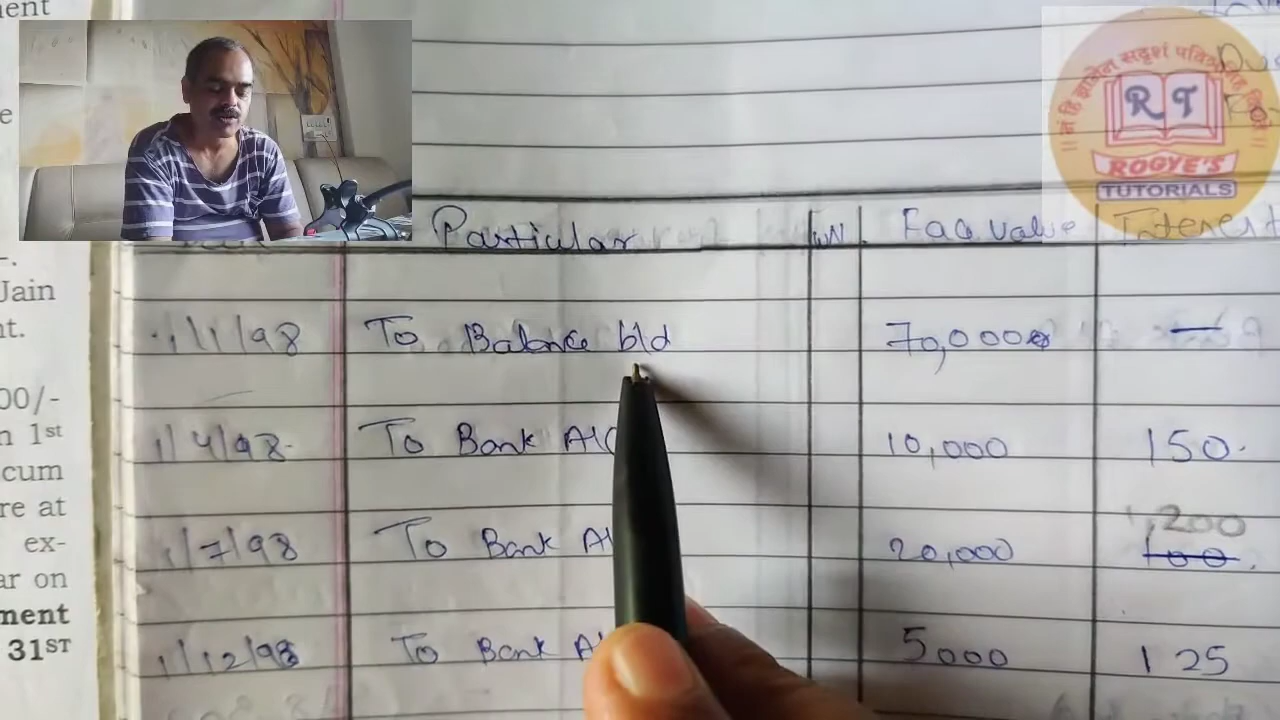 ent
e
-.
Jain
nt.
00/-
n 1st
cum
re at
ex-
ar on
ment
31ST
R T
ROGYE'S
TUTORIALS
Particular Face value Interest
1/1/98 To Balance b/d 70,000 —
1/4/98 To Bank A/C 10,000 150
1,200
1/7/98 To Bank A/ 20,000 100
1/12/98 To Bank A/ 5000 125